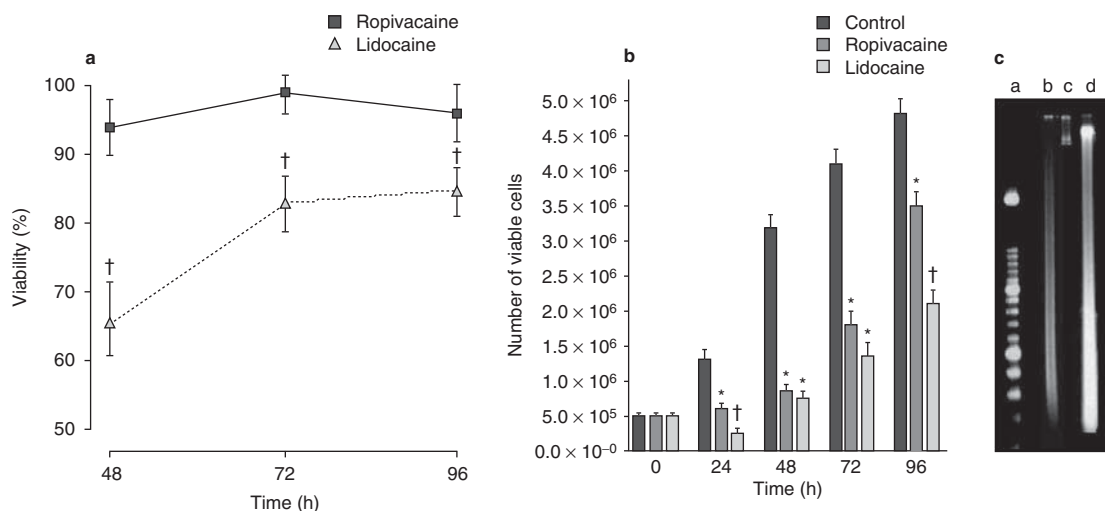 Ropivacaine
Lidocaine
a
Viability (%)
100
90
80
70
60
50
†
†
†
48
72
96
Time (h)
Control
Ropivacaine
Lidocaine
b
Number of viable cells
5.0 × 10⁶
4.5 × 10⁶
4.0 × 10⁶
3.5 × 10⁶
3.0 × 10⁶
2.5 × 10⁶
2.0 × 10⁶
1.5 × 10⁶
1.0 × 10⁶
5.0 × 10⁵
0.0 × 10⁻⁰
*
†
* *
* *
*
†
0 24 48 72 96
Time (h)
c
a b c d